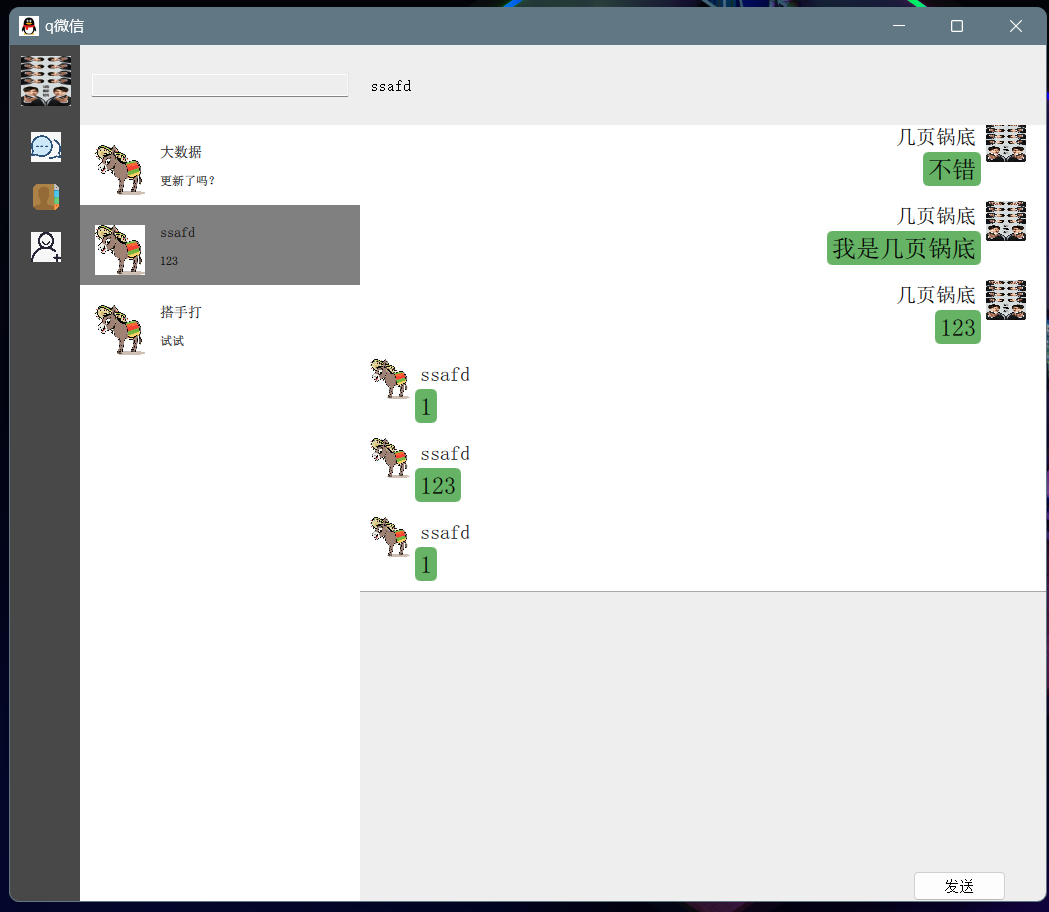 q微信
ssafd
大数据
更新了吗?
ssafd
123
搭手打
试试
几页锅底
不错
几页锅底
我是几页锅底
几页锅底
123
ssafd
1
ssafd
123
ssafd
1
发送